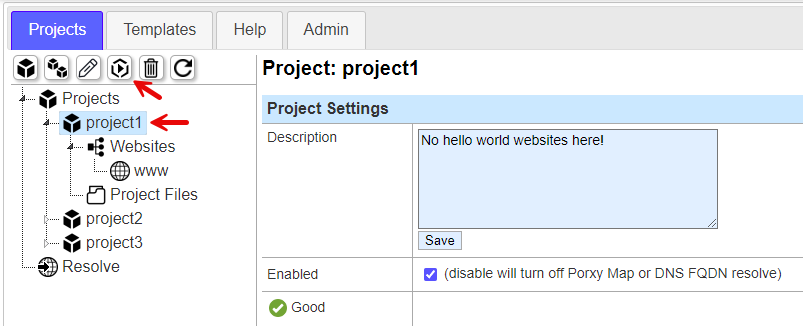 Projects
Templates
Help
Admin
Projects
project1
Websites
www
Project Files
project2
project3
Resolve
Project: project1
Project Settings
Description
No hello world websites here!
Save
Enabled
(disable will turn off Porxy Map or DNS FQDN resolve)
Good